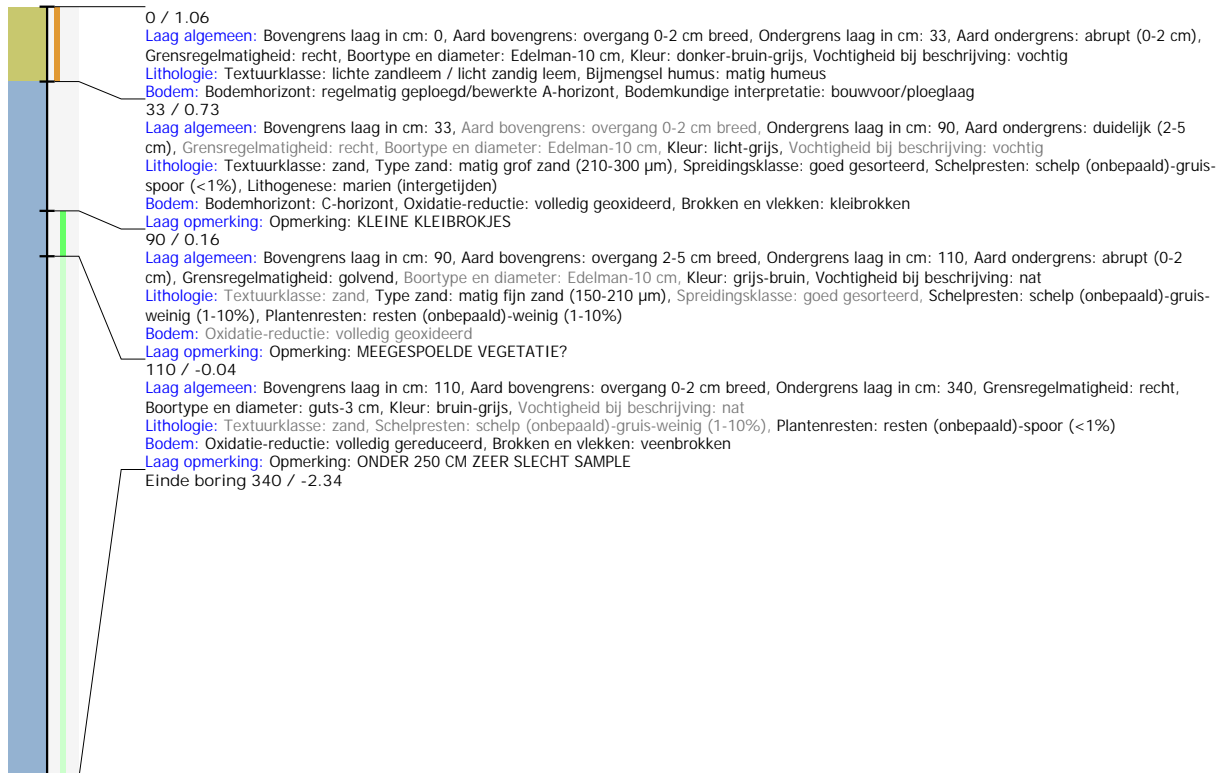 0 / 1.06
Laag algemeen: Bovengrens laag in cm: 0, Aard bovengrens: overgang 0-2 cm breed, Ondergrens laag in cm: 33, Aard ondergrens: abrupt (0-2 cm),
Grensregelmatigheid: recht, Boortype en diameter: Edelman-10 cm, Kleur: donker-bruin-grijs, Vochtigheid bij beschrijving: vochtig
Lithologie: Textuurklasse: lichte zandleem / licht zandig leem, Bijmengsel humus: matig humeus
Bodem: Bodemhorizont: regelmatig geploegd/bewerkte A-horizont, Bodemkundige interpretatie: bouwvoor/ploeglaag
33 / 0.73
Laag algemeen: Bovengrens laag in cm: 33, Aard bovengrens: overgang 0-2 cm breed, Ondergrens laag in cm: 90, Aard ondergrens: duidelijk (2-5
cm), Grensregelmatigheid: recht, Boortype en diameter: Edelman-10 cm, Kleur: licht-grijs, Vochtigheid bij beschrijving: vochtig
Lithologie: Textuurklasse: zand, Type zand: matig grof zand (210-300 µm), Spreidingsklasse: goed gesorteerd, Schelpresten: schelp (onbepaald)-gruis-
spoor (<1%), Lithogenese: marien (intergetijden)
Bodem: Bodemhorizont: C-horizont, Oxidatie-reductie: volledig geoxideerd, Brokken en vlekken: kleibrokken
Laag opmerking: Opmerking: KLEINE KLEIBROKJES
90 / 0.16
Laag algemeen: Bovengrens laag in cm: 90, Aard bovengrens: overgang 2-5 cm breed, Ondergrens laag in cm: 110, Aard ondergrens: abrupt (0-2
cm), Grensregelmatigheid: golvend, Boortype en diameter: Edelman-10 cm, Kleur: grijs-bruin, Vochtigheid bij beschrijving: nat
Lithologie: Textuurklasse: zand, Type zand: matig fijn zand (150-210 µm), Spreidingsklasse: goed gesorteerd, Schelpresten: schelp (onbepaald)-gruis-
weinig (1-10%), Plantenresten: resten (onbepaald)-weinig (1-10%)
Bodem: Oxidatie-reductie: volledig geoxideerd
Laag opmerking: Opmerking: MEEGESPOELDE VEGETATIE?
110 / -0.04
Laag algemeen: Bovengrens laag in cm: 110, Aard bovengrens: overgang 0-2 cm breed, Ondergrens laag in cm: 340, Grensregelmatigheid: recht,
Boortype en diameter: guts-3 cm, Kleur: bruin-grijs, Vochtigheid bij beschrijving: nat
Lithologie: Textuurklasse: zand, Schelpresten: schelp (onbepaald)-gruis-weinig (1-10%), Plantenresten: resten (onbepaald)-spoor (<1%)
Bodem: Oxidatie-reductie: volledig gereduceerd, Brokken en vlekken: veenbrokken
Laag opmerking: Opmerking: ONDER 250 CM ZEER SLECHT SAMPLE
Einde boring 340 / -2.34